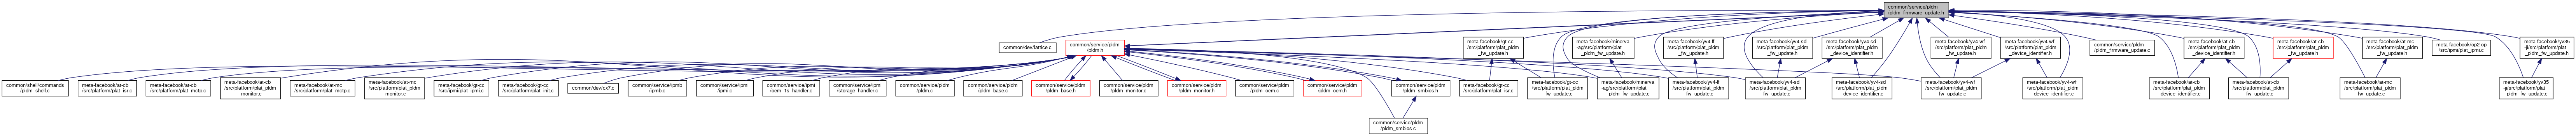 common/service/pldm
/pldm_firmware_update.h
common/dev/lattice.c
common/service/pldm
/pldm.h
meta-facebook/gt-cc
/src/platform/plat_pldm
_fw_update.h
meta-facebook/minerva
-ag/src/platform/plat
_pldm_fw_update.h
meta-facebook/yv4-ff
/src/platform/plat_pldm
_fw_update.h
meta-facebook/yv4-sd
/src/platform/plat_pldm
_fw_update.h
meta-facebook/yv4-sd
/src/platform/plat_pldm
_device_identifier.h
meta-facebook/yv4-wf
/src/platform/plat_pldm
_fw_update.h
meta-facebook/yv4-wf
/src/platform/plat_pldm
_device_identifier.h
common/service/pldm
/pldm_firmware_update.c
meta-facebook/at-cb
/src/platform/plat_pldm
_device_identifier.h
meta-facebook/at-cb
/src/platform/plat_pldm
_fw_update.h
meta-facebook/at-mc
/src/platform/plat_pldm
_fw_update.h
meta-facebook/op2-op
/src/ipmi/plat_ipmi.c
meta-facebook/yv35
-ji/src/platform/plat
_pldm_fw_update.h
common/shell/commands
/pldm_shell.c
meta-facebook/at-cb
/src/platform/plat_isr.c
meta-facebook/at-cb
/src/platform/plat_mctp.c
meta-facebook/at-cb
/src/platform/plat_pldm
_monitor.c
meta-facebook/at-mc
/src/platform/plat_mctp.c
meta-facebook/at-mc
/src/platform/plat_pldm
_monitor.c
meta-facebook/gt-cc
/src/ipmi/plat_ipmi.c
meta-facebook/gt-cc
/src/platform/plat_init.c
common/dev/cx7.c
common/service/ipmb
/ipmb.c
common/service/ipmi
/ipmi.c
common/service/ipmi
/oem_1s_handler.c
common/service/ipmi
/storage_handler.c
common/service/pldm
/pldm.c
common/service/pldm
/pldm_base.c
common/service/pldm
/pldm_base.h
common/service/pldm
/pldm_monitor.c
common/service/pldm
/pldm_monitor.h
common/service/pldm
/pldm_oem.c
common/service/pldm
/pldm_oem.h
common/service/pldm
/pldm_smbios.h
meta-facebook/gt-cc
/src/platform/plat_isr.c
meta-facebook/gt-cc
/src/platform/plat_pldm
_fw_update.c
meta-facebook/minerva
-ag/src/platform/plat
_pldm_fw_update.c
meta-facebook/yv4-ff
/src/platform/plat_pldm
_fw_update.c
meta-facebook/yv4-sd
/src/platform/plat_pldm
_fw_update.c
meta-facebook/yv4-sd
/src/platform/plat_pldm
_device_identifier.c
meta-facebook/yv4-wf
/src/platform/plat_pldm
_fw_update.c
meta-facebook/yv4-wf
/src/platform/plat_pldm
_device_identifier.c
meta-facebook/at-cb
/src/platform/plat_pldm
_device_identifier.c
meta-facebook/at-cb
/src/platform/plat_pldm
_fw_update.c
meta-facebook/at-mc
/src/platform/plat_pldm
_fw_update.c
meta-facebook/yv35
-ji/src/platform/plat
_pldm_fw_update.c
common/service/pldm
/pldm_smbios.c